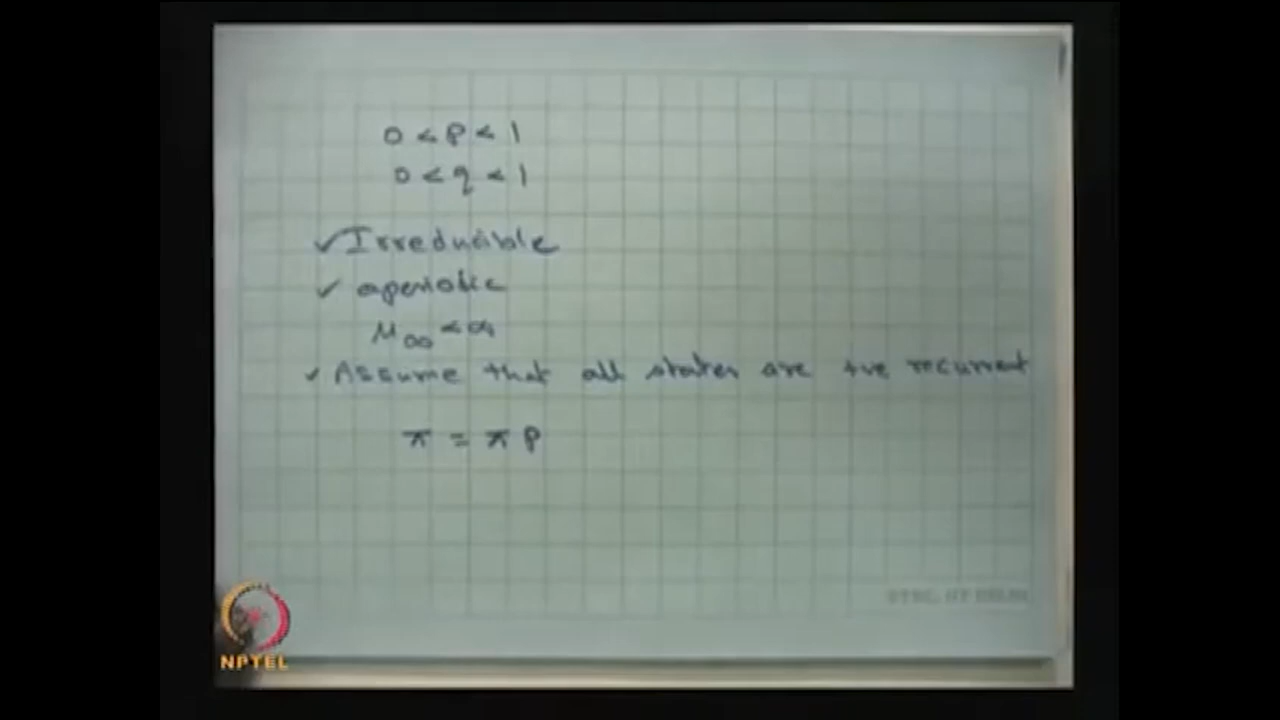 0 < p < 1
0 < q < 1
✓ Irreducible
✓ aperiodic
μ₀₀ < ∞
✓ Assume that all states are +ve recurrent
π = π P
NPTEL